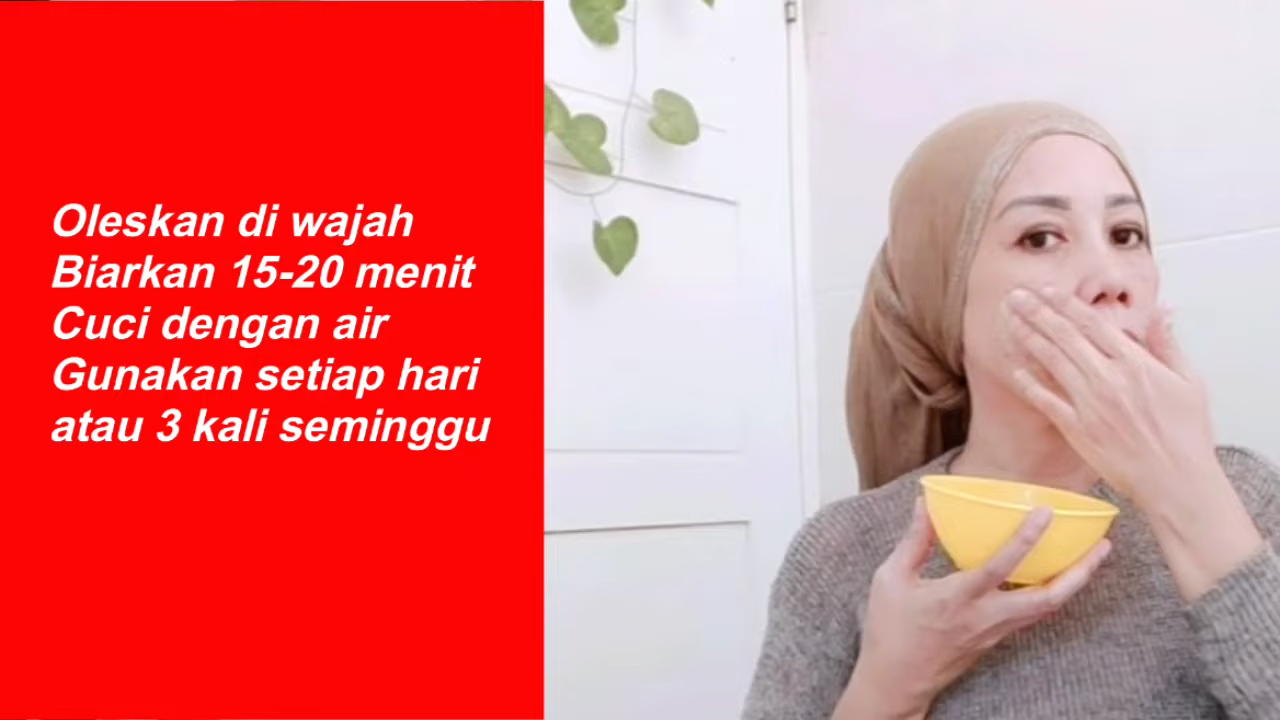 Oleskan di wajah
Biarkan 15-20 menit
Cuci dengan air
Gunakan setiap hari
atau 3 kali seminggu